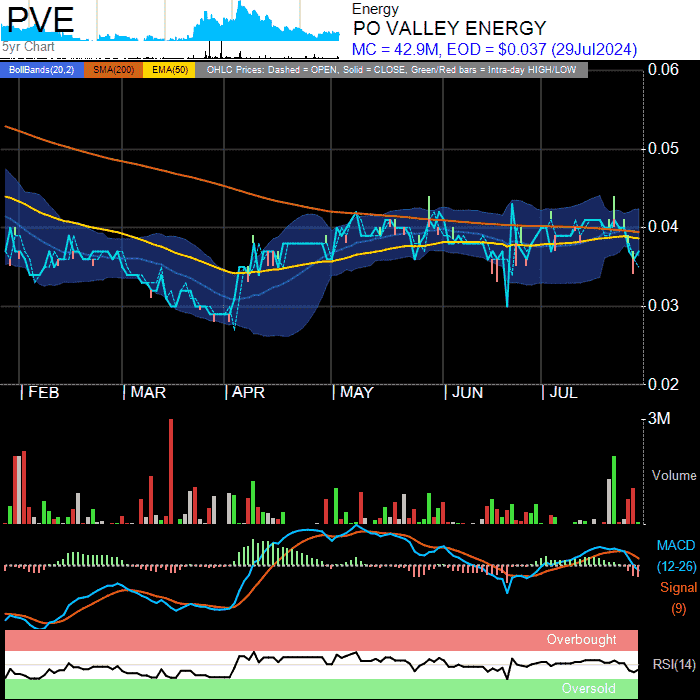 PVE
5yr Chart
Energy
PO VALLEY ENERGY
MC = 42.9M, EOD = $0.037 (29Jul2024)
BollBands(20,2) SMA(200) EMA(50) OHLC Prices: Dashed = OPEN, Solid = CLOSE, Green/Red bars = Intra-day HIGH/LOW
0.06
0.05
0.04
0.03
0.02
FEB MAR APR MAY JUN JUL
3M
Volume
MACD
(12-26)
Signal
(9)
Overbought
RSI(14)
Oversold